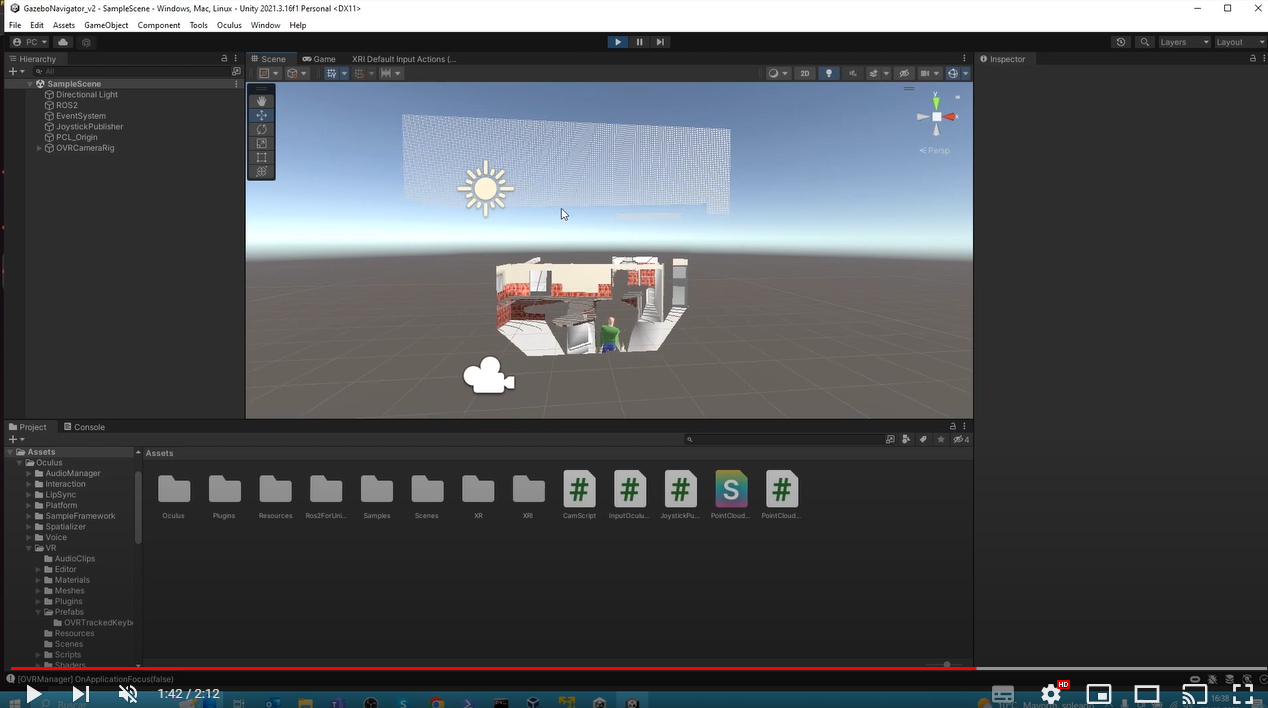 GazeboNavigator_v2 - SampleScene - Windows, Mac, Linux - Unity 2021.3.16f1 Personal <DX11>
File Edit Assets GameObject Component Tools Oculus Window Help
PC
Layers Layout
Hierarchy
All
SampleScene
Directional Light
ROS2
EventSystem
JoystickPublisher
PCL_Origin
OVRCameraRig
Scene Game XRI Default Input Actions (...
2D
y
x
Persp
Inspector
Project Console
4
Assets
Oculus
AudioManager
Interaction
LipSync
Platform
SampleFramework
Spatializer
Voice
VR
AudioClips
Editor
Materials
Meshes
Plugins
Prefabs
OVRTrackedKeyb
Resources
Scenes
Scripts
Shaders
Assets
Oculus Plugins Resources Ros2ForUni... Samples Scenes XR XRI CamScript InputOculu... JoystickPu... PointCloud... PointCloud...
[OVRManager] OnApplicationFocus(false)
1:42 / 2:12
HD
Buscar
10°C Mayorm. soleado
16:38